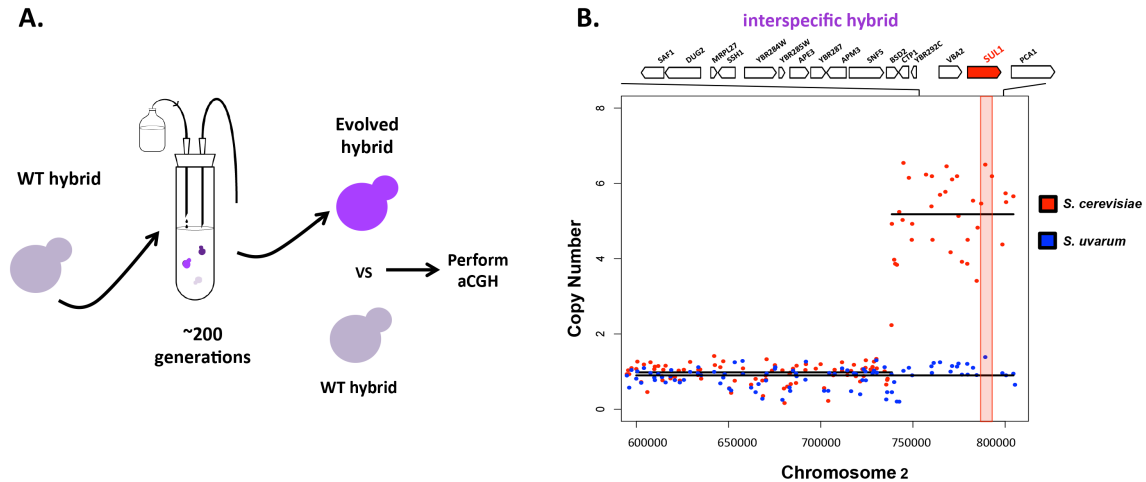 A.
WT hybrid
~200
generations
Evolved
hybrid
vs
WT hybrid
Perform
aCGH
B.
interspecific hybrid
SAF1
DUG2
MRPL27
SSH1
YBR284W
YBR285W
APE3
YBR287
APM3
SNF5
BSD2
CTP1
YBR292C
VBA2
SUL1
PCA1
Copy Number
8
6
4
2
0
600000
650000
700000
750000
800000
Chromosome 2
S. cerevisiae
S. uvarum